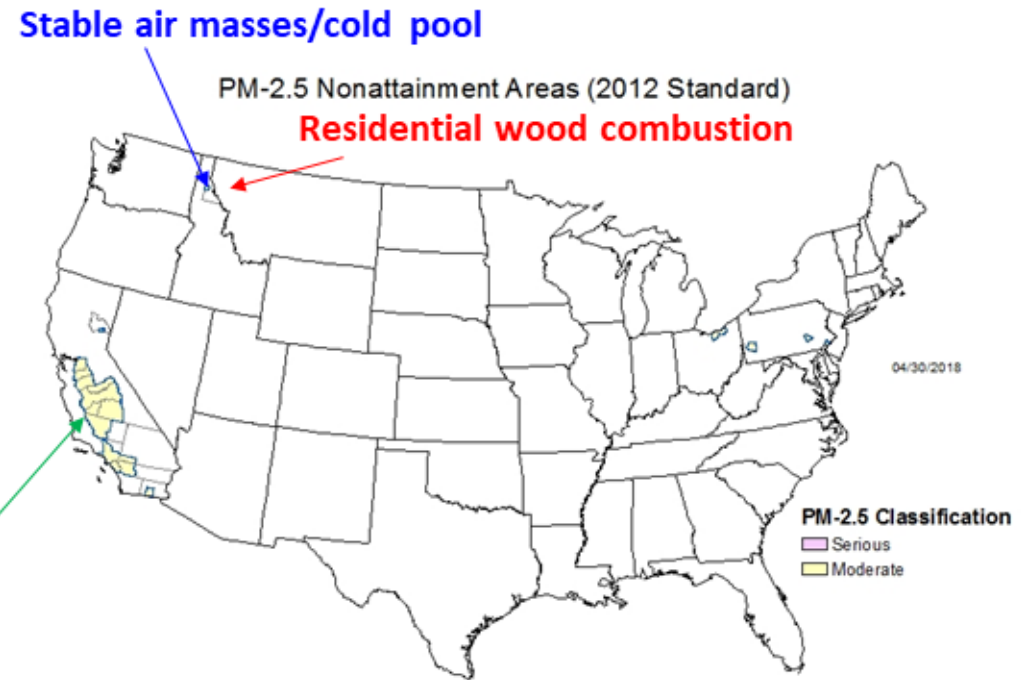 Stable air masses/cold pool
PM-2.5 Nonattainment Areas (2012 Standard)
Residential wood combustion
04/30/2018
PM-2.5 Classification
Serious
Moderate